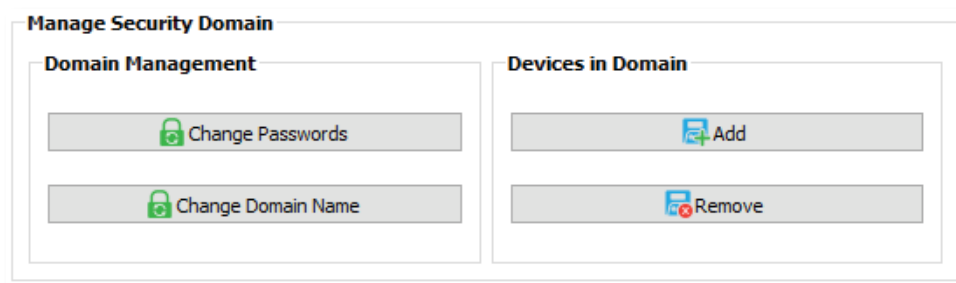 Manage Security Domain
Domain Management
Change Passwords
Change Domain Name
Devices in Domain
Add
Remove